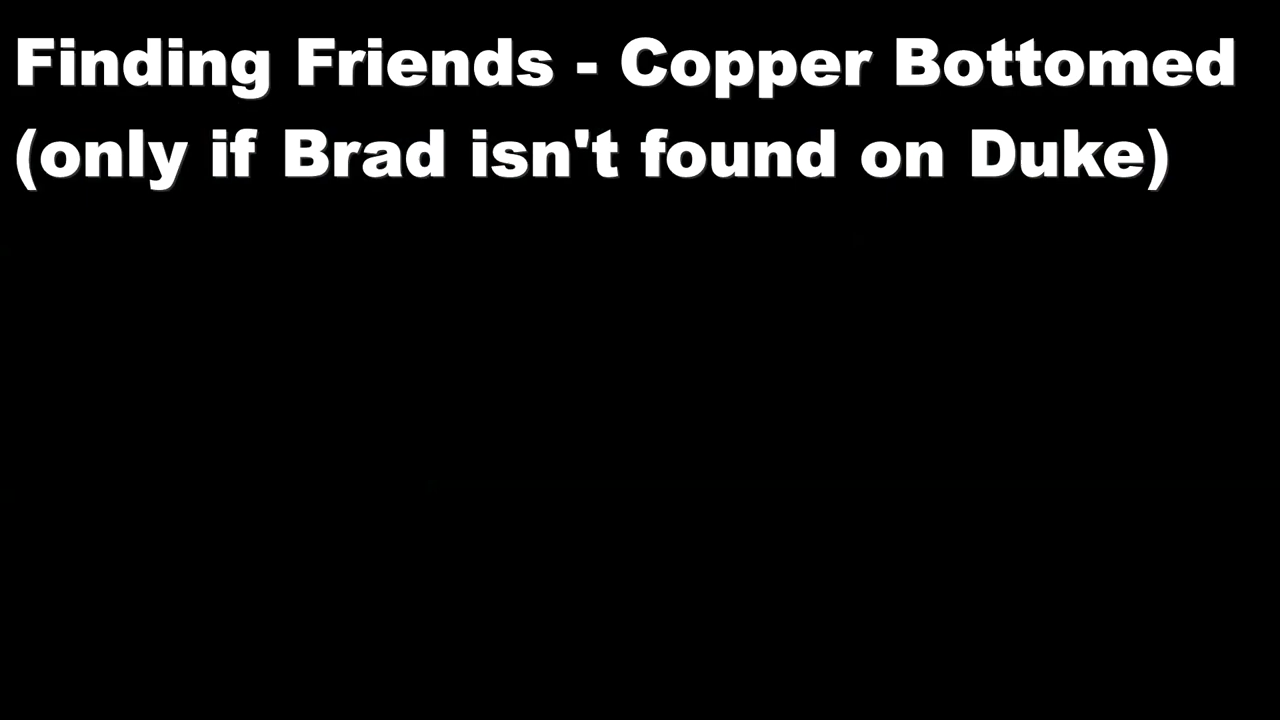 Finding Friends - Copper Bottomed
(only if Brad isn't found on Duke)